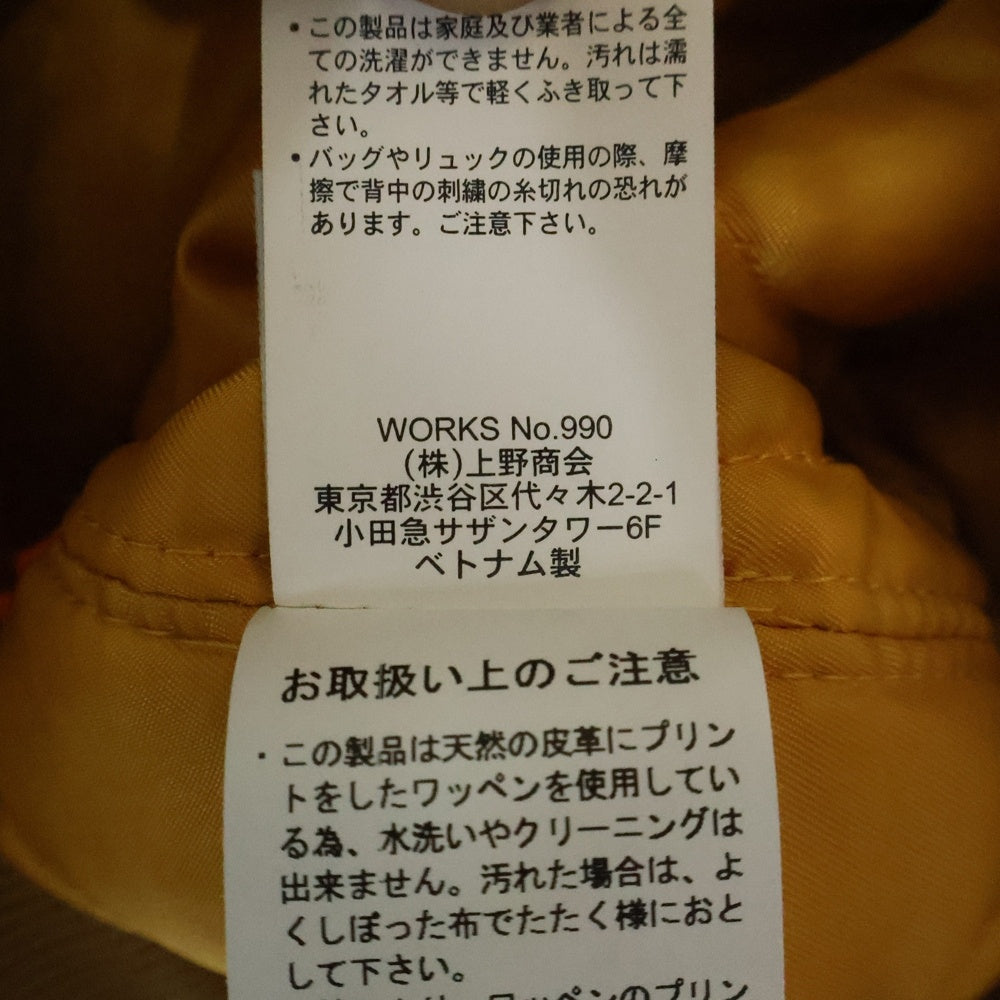 ・この製品は家庭及び業者による全
ての洗濯ができません。汚れは濡
れたタオル等で軽くふき取って下
さい。
・バッグやリュックの使用の際、摩
擦で背中の刺繍の糸切れの恐れが
あります。ご注意下さい。
WORKS No.990
(株)上野商会
東京都渋谷区代々木2-2-1
小田急サザンタワー6F
ベトナム製
お取扱い上のご注意
・この製品は天然の皮革にプリン
トをしたワッペンを使用してい
る為、水洗いやクリーニングは
出来ません。汚れた場合は、よ
くしぼった布でたたく様におと
して下さい。
ワッペンのプリン